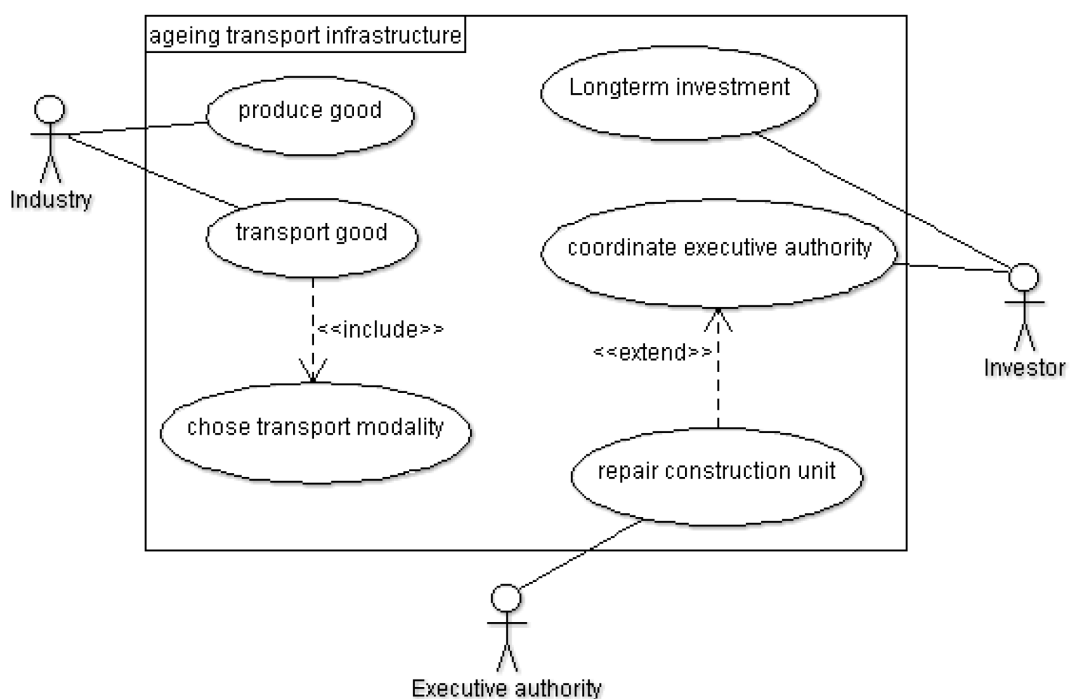 ageing transport infrastructure
produce good
Longterm investment
Industry
transport good
coordinate executive authority
<<include>>
<<extend>>
Investor
chose transport modality
repair construction unit
Executive authority